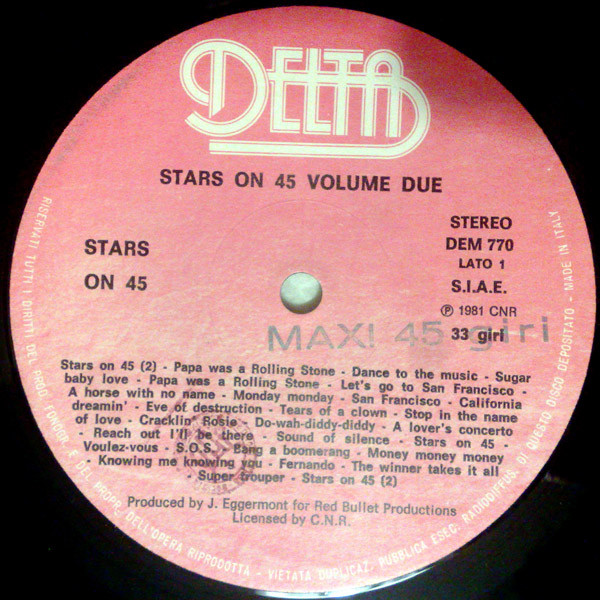 DELTA
STARS ON 45 VOLUME DUE
STARS
ON 45
STEREO
DEM 770
LATO 1
S.I.A.E.
℗ 1981 CNR
33 giri
MAXI 45 giri
Stars on 45 (2) - Papa was a Rolling Stone - Dance to the music - Sugar
baby love - Papa was a Rolling Stone - Let's go to San Francisco -
A horse with no name - Monday monday - San Francisco - California
dreamin' - Eve of destruction - Tears of a clown - Stop in the name
of love - Cracklin' Rosie - Do-wah-diddy-diddy - A lover's concerto
- Reach out I'll be there - Sound of silence - Stars on 45 -
Voulez-vous - S.O.S. - Bang a boomerang - Money money money
- Knowing me knowing you - Fernando - The winner takes it all
- Super trouper - Stars on 45 (2)
Produced by J. Eggermont for Red Bullet Productions
Licensed by C.N.R.
RISERVATI TUTTI I DIRITTI DEL PROD. FONOGR. E DEL PROPR. DELL'OPERA RIPRODOTTA - VIETATA DUPLICAZ. PUBBLICA ESEC. RADIODIFFUS. DI QUESTO DISCO DEPOSITATO - MADE IN ITALY